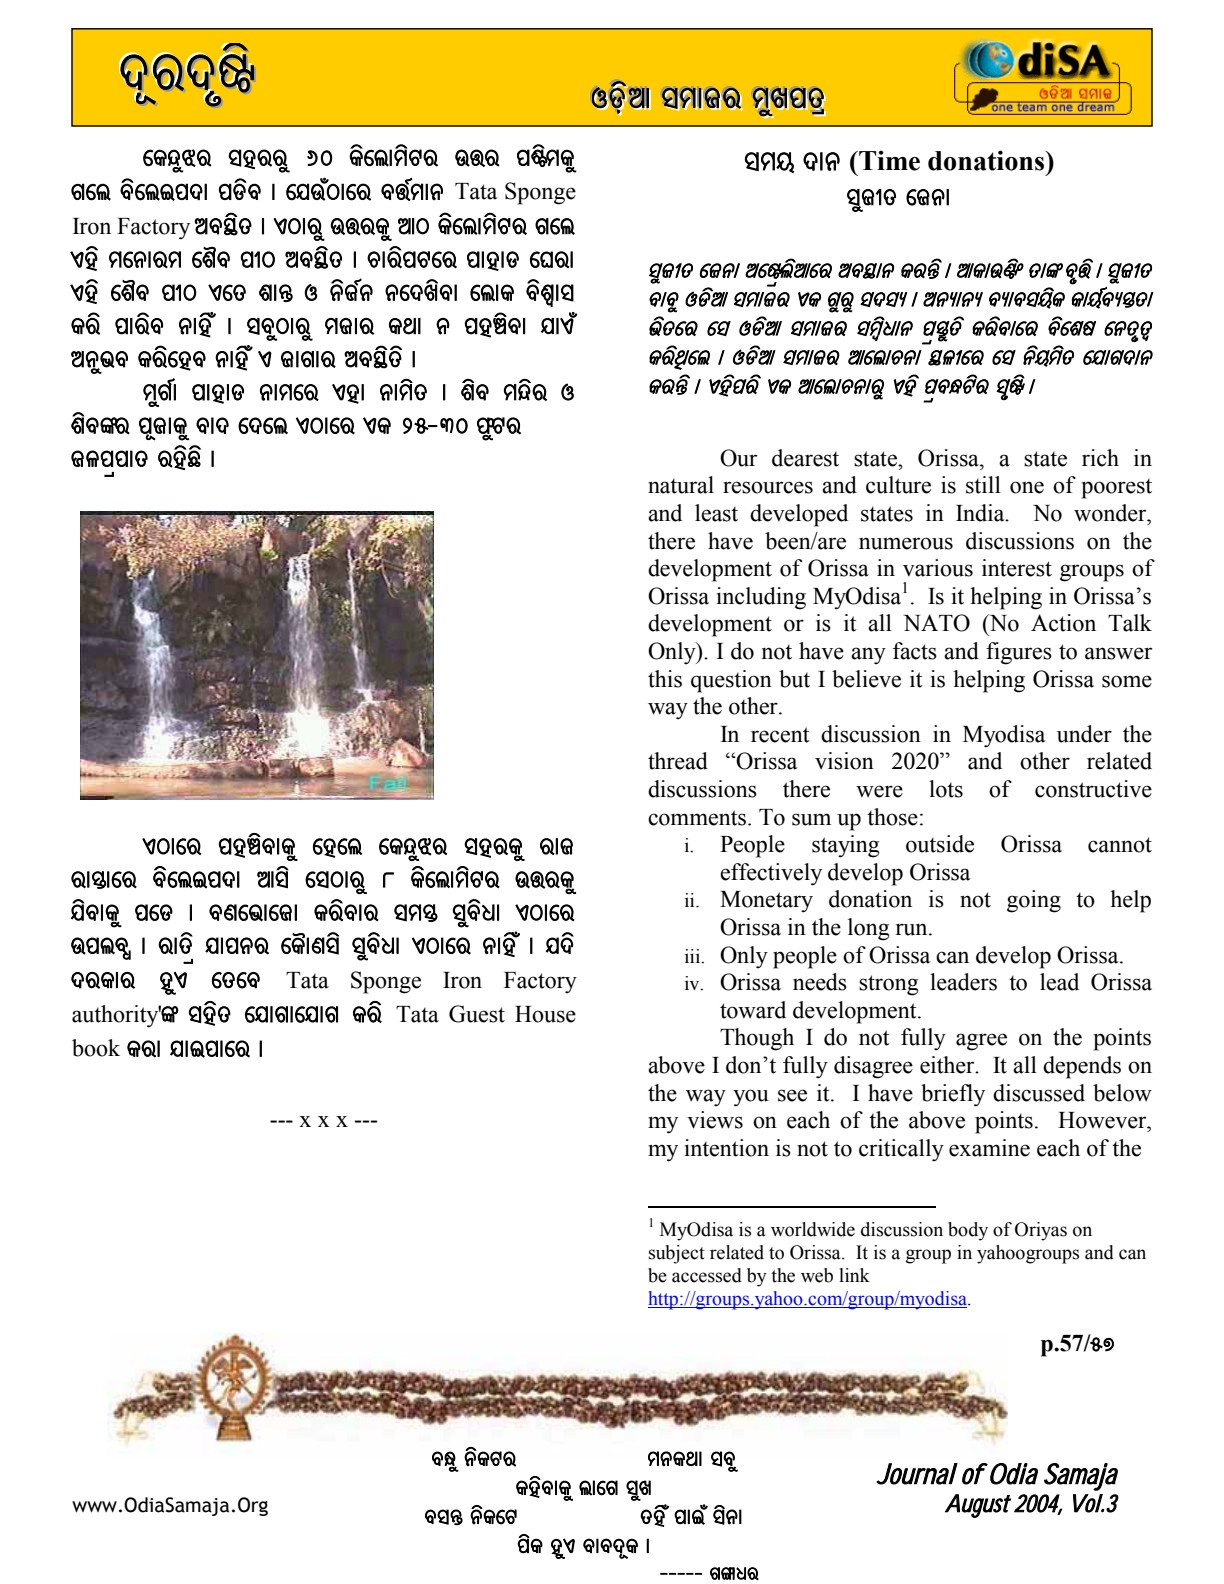 ଦୂରଦୃଷ୍ଟି
ଓଡ଼ିଆ ସମାଜର ମୁଖପତ୍ର
diSA
ଓଡିଆ ସମାଜ
one team one dream
କେନ୍ଦୁଝର ସହରରୁ ୬୦ କିଲୋମିଟର ଉତ୍ତର ପଶ୍ଚିମକୁ
ଗଲେ ବିଲେଇପଦା ପଡିବ । ଯେଉଁଠାରେ ବର୍ତ୍ତମାନ Tata Sponge
Iron Factory ଅବସ୍ଥିତ । ଏଠାରୁ ଉତ୍ତରକୁ ଆଠ କିଲୋମିଟର ଗଲେ
ଏହି ମନୋରମ ଶୈବ ପୀଠ ଅବସ୍ଥିତ । ଚାରିପଟରେ ପାହାଡ ଘେରା
ଏହି ଶୈବ ପୀଠ ଏତେ ଶାନ୍ତ ଓ ନିର୍ଜନ ନଦେଖିବା ଲୋକ ବିଶ୍ୱାସ
କରି ପାରିବ ନାହିଁ । ସବୁଠାରୁ ମଜାର କଥା ନ ପହଞ୍ଚିବା ଯାଏଁ
ଅନୁଭବ କରିହେବ ନାହିଁ ଏ ଜାଗାର ଅବସ୍ଥିତି ।
ମୁର୍ଗା ପାହାଡ ନାମରେ ଏହା ନାମିତ । ଶିବ ମନ୍ଦିର ଓ
ଶିବଙ୍କର ପୂଜାକୁ ବାଦ ଦେଲେ ଏଠାରେ ଏକ ୨୫-୩୦ ଫୁଟର
ଜଳପ୍ରପାତ ରହିଛି ।
Fall
ଏଠାରେ ପହଞ୍ଚିବାକୁ ହେଲେ କେନ୍ଦୁଝର ସହରକୁ ରାଜ
ରାସ୍ତାରେ ବିଲେଇପଦା ଆସି ସେଠାରୁ ୮ କିଲୋମିଟର ଉତ୍ତରକୁ
ଯିବାକୁ ପଡେ । ବଣଭୋଜୋ କରିବାର ସମସ୍ତ ସୁବିଧା ଏଠାରେ
ଉପଲବ୍ଧ । ରାତ୍ରି ଯାପନର କୌଣସି ସୁବିଧା ଏଠାରେ ନାହିଁ । ଯଦି
ଦରକାର ହୁଏ ତେବେ Tata Sponge Iron Factory
authority'ଙ୍କ ସହିତ ଯୋଗାଯୋଗ କରି Tata Guest House
book କରା ଯାଇପାରେ ।
--- x x x ---
ସମୟ ଦାନ (Time donations)
ସୁଜୀତ ଜେନା
ସୁଜୀତ ଜେନା ଅଷ୍ଟ୍ରେଲିଆରେ ଅବସ୍ଥାନ କରନ୍ତି । ଆକାଉଣ୍ଟିଂ ତାଙ୍କ ବୃତ୍ତି । ସୁଜୀତ
ବାବୁ ଓଡିଆ ସମାଜର ଏକ ଗୁରୁ ସଦସ୍ୟ । ଅନ୍ୟାନ୍ୟ ବ୍ୟାବସୟିକ କାର୍ଯବ୍ୟସ୍ତତା
ଭିତରେ ସେ ଓଡିଆ ସମାଜର ସମ୍ବିଧାନ ପ୍ରସ୍ତୁତି କରିବାରେ ବିଶେଷ ନେତୃତ୍ୱ
କରିଥିଲେ । ଓଡିଆ ସମାଜର ଆଲୋଚନା ସ୍ଥଳୀରେ ସେ ନିୟମିତ ଯୋଗଦାନ
କରନ୍ତି । ଏହିପରି ଏକ ଆଲୋଚନାରୁ ଏହି ପ୍ରବନ୍ଧଟିର ସୃଷ୍ଟି ।
Our dearest state, Orissa, a state rich in
natural resources and culture is still one of poorest
and least developed states in India. No wonder,
there have been/are numerous discussions on the
development of Orissa in various interest groups of
Orissa including MyOdisa¹. Is it helping in Orissa’s
development or is it all NATO (No Action Talk
Only). I do not have any facts and figures to answer
this question but I believe it is helping Orissa some
way the other.
In recent discussion in Myodisa under the
thread “Orissa vision 2020” and other related
discussions there were lots of constructive
comments. To sum up those:
i. People staying outside Orissa cannot
effectively develop Orissa
ii. Monetary donation is not going to help
Orissa in the long run.
iii. Only people of Orissa can develop Orissa.
iv. Orissa needs strong leaders to lead Orissa
toward development.
Though I do not fully agree on the points
above I don’t fully disagree either. It all depends on
the way you see it. I have briefly discussed below
my views on each of the above points. However,
my intention is not to critically examine each of the
¹ MyOdisa is a worldwide discussion body of Oriyas on
subject related to Orissa. It is a group in yahoogroups and can
be accessed by the web link
http://groups.yahoo.com/group/myodisa.
p.57/୫୭
ବନ୍ଧୁ ନିକଟର ମନକଥା ସବୁ
କହିବାକୁ ଲାଗେ ସୁଖ
ବସନ୍ତ ନିକଟେ ତହିଁ ପାଇଁ ସିନା
ପିକ ହୁଏ ବାବଦୂକ ।
----- ଗଙ୍ଗାଧର
www.OdiaSamaja.Org
Journal of Odia Samaja
August 2004, Vol.3